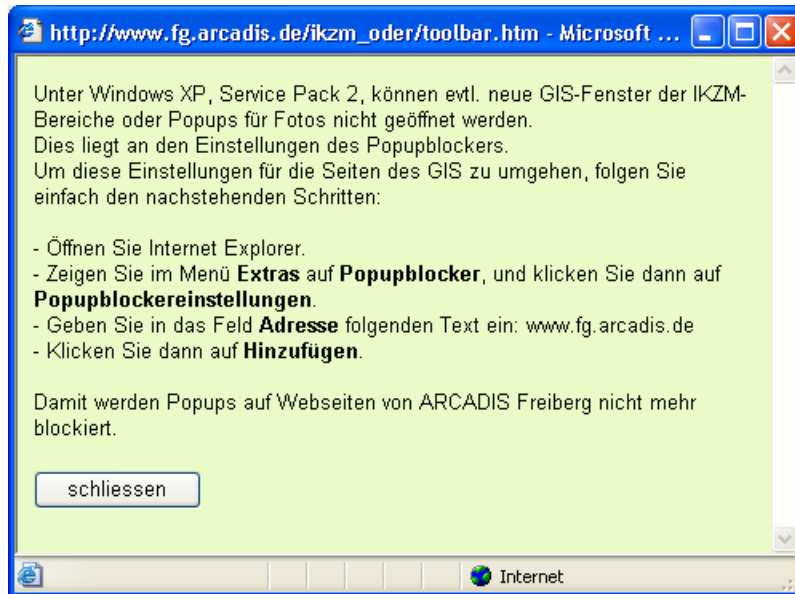 http://www.fg.arcadis.de/ikzm_oder/toolbar.htm - Microsoft ...
Unter Windows XP, Service Pack 2, können evtl. neue GIS-Fenster der IKZM-
Bereiche oder Popups für Fotos nicht geöffnet werden.
Dies liegt an den Einstellungen des Popupblockers.
Um diese Einstellungen für die Seiten des GIS zu umgehen, folgen Sie
einfach den nachstehenden Schritten:
- Öffnen Sie Internet Explorer.
- Zeigen Sie im Menü Extras auf Popupblocker, und klicken Sie dann auf
Popupblockereinstellungen.
- Geben Sie in das Feld Adresse folgenden Text ein: www.fg.arcadis.de
- Klicken Sie dann auf Hinzufügen.
Damit werden Popups auf Webseiten von ARCADIS Freiberg nicht mehr
blockiert.
schliessen
Internet